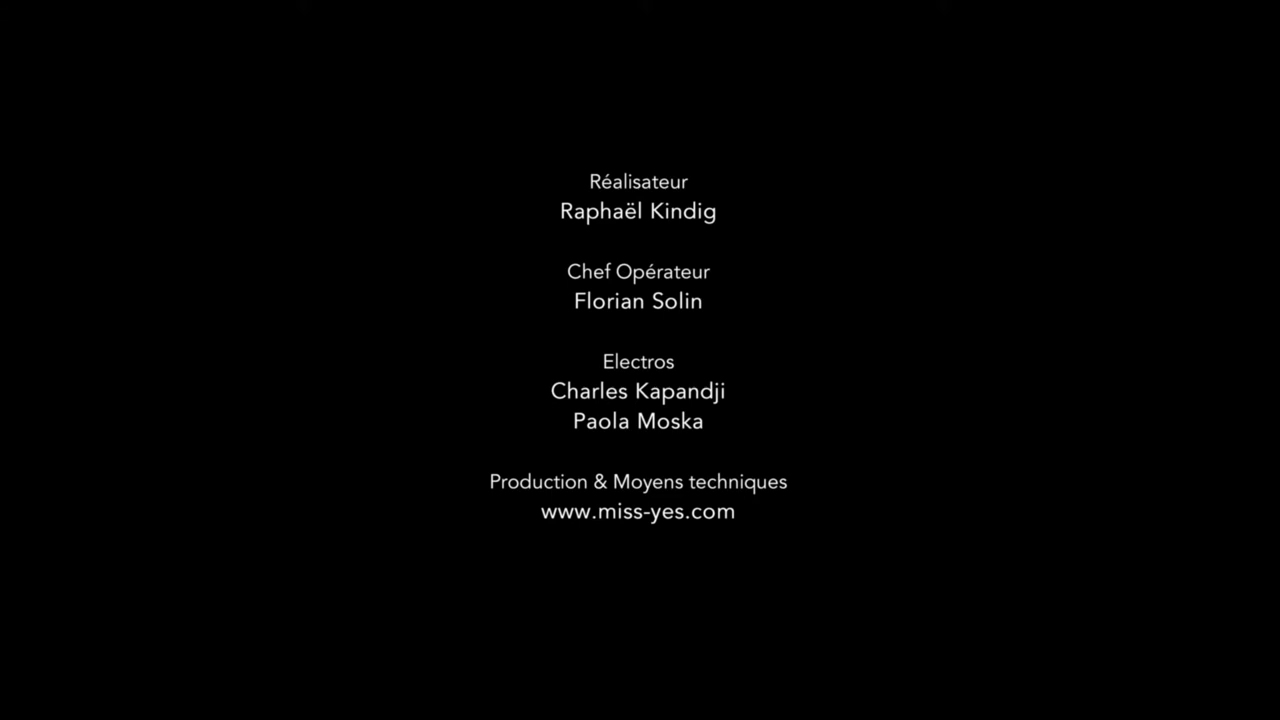 Réalisateur
Raphaël Kindig
Chef Opérateur
Florian Solin
Electros
Charles Kapandji
Paola Moska
Production & Moyens techniques
www.miss-yes.com